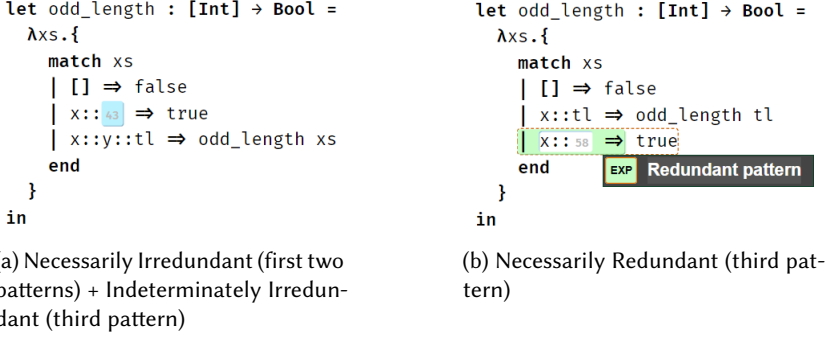 let odd_length : [Int] → Bool =
λxs.{
match xs
| [] ⇒ false
| x::43 ⇒ true
| x::y::tl ⇒ odd_length xs
end
}
in
a) Necessarily Irredundant (first two
patterns) + Indeterminately Irredun-
dant (third pattern)
let odd_length : [Int] → Bool =
λxs.{
match xs
| [] ⇒ false
| x::tl ⇒ odd_length tl
| x::58 ⇒ true
end
EXP Redundant pattern
}
in
(b) Necessarily Redundant (third pat-
tern)